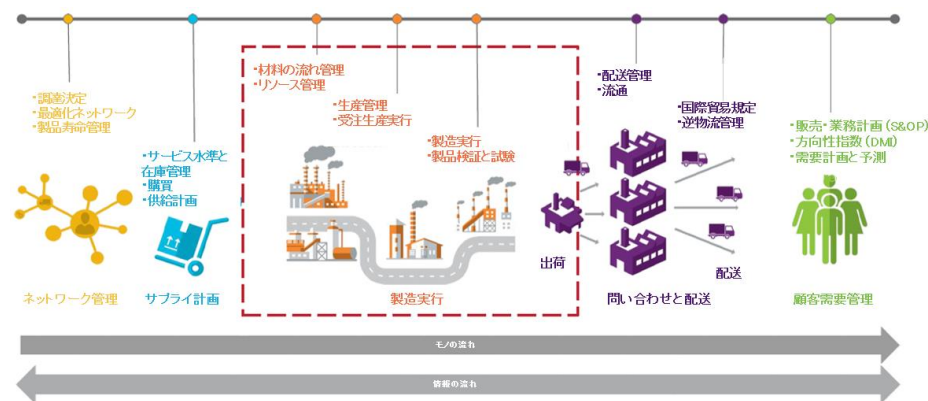 ・調達決定
・最適化ネットワーク
・製品寿命管理
ネットワーク管理
・サービス水準と
在庫管理
・購買
・供給計画
サプライ計画
・材料の流れ管理
・リソース管理
・生産管理
・受注生産実行
・製造実行
・製品検証と試験
製造実行
出荷
・配送管理
・流通
・国際貿易規定
・逆物流管理
配送
問い合わせと配送
・販売・業務計画（S&OP）
・方向性指数（DMI）
・需要計画と予測
顧客需要管理
モノの流れ
情報の流れ